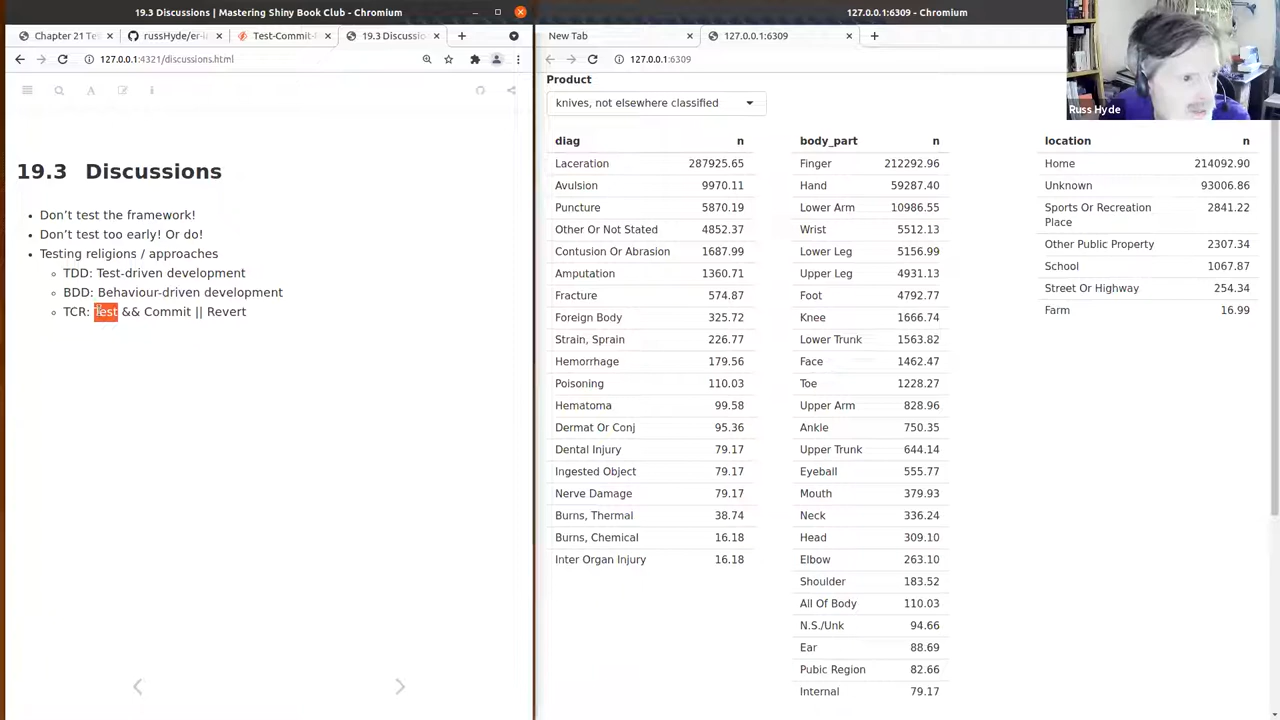 19.3 Discussions | Mastering Shiny Book Club - Chromium
Chapter 21 Te
russHyde/er-l
Test-Commit-
19.3 Discussio
127.0.0.1:4321/discussions.html
19.3 Discussions
Don’t test the framework!
Don’t test too early! Or do!
Testing religions / approaches
TDD: Test-driven development
BDD: Behaviour-driven development
TCR: Test && Commit || Revert
127.0.0.1:6309 - Chromium
New Tab
127.0.0.1:6309
127.0.0.1:6309
Product
knives, not elsewhere classified
diag n
Laceration 287925.65
Avulsion 9970.11
Puncture 5870.19
Other Or Not Stated 4852.37
Contusion Or Abrasion 1687.99
Amputation 1360.71
Fracture 574.87
Foreign Body 325.72
Strain, Sprain 226.77
Hemorrhage 179.56
Poisoning 110.03
Hematoma 99.58
Dermat Or Conj 95.36
Dental Injury 79.17
Ingested Object 79.17
Nerve Damage 79.17
Burns, Thermal 38.74
Burns, Chemical 16.18
Inter Organ Injury 16.18
body_part n
Finger 212292.96
Hand 59287.40
Lower Arm 10986.55
Wrist 5512.13
Lower Leg 5156.99
Upper Leg 4931.13
Foot 4792.77
Knee 1666.74
Lower Trunk 1563.82
Face 1462.47
Toe 1228.27
Upper Arm 828.96
Ankle 750.35
Upper Trunk 644.14
Eyeball 555.77
Mouth 379.93
Neck 336.24
Head 309.10
Elbow 263.10
Shoulder 183.52
All Of Body 110.03
N.S./Unk 94.66
Ear 88.69
Pubic Region 82.66
Internal 79.17
location n
Home 214092.90
Unknown 93006.86
Sports Or Recreation 2841.22
Place
Other Public Property 2307.34
School 1067.87
Street Or Highway 254.34
Farm 16.99
Russ Hyde